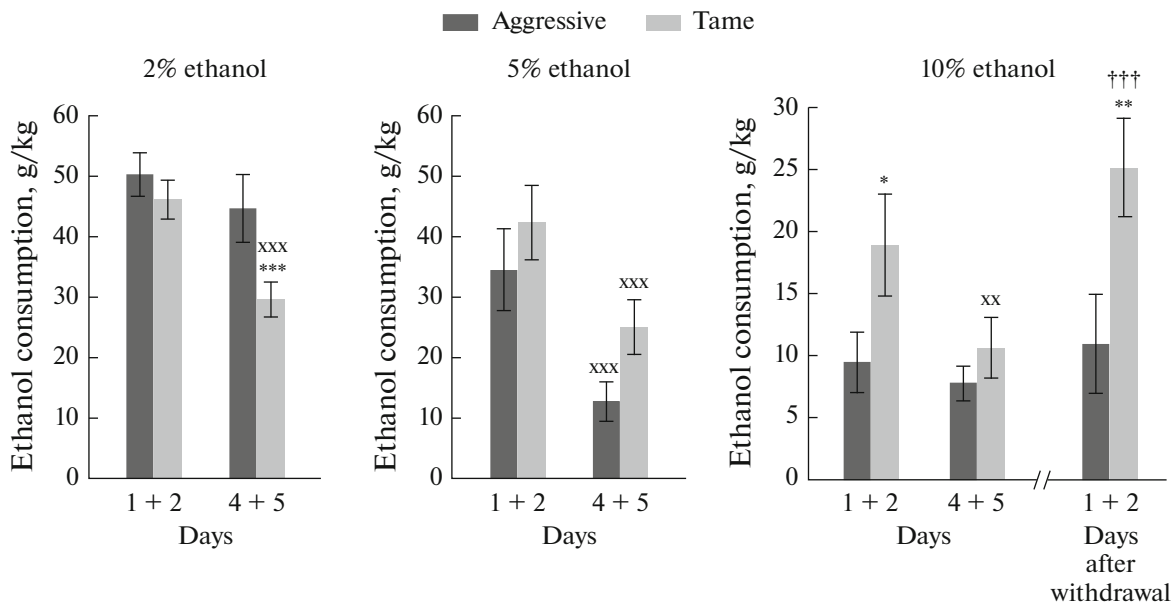 Aggressive Tame
2% ethanol
Ethanol consumption, g/kg
60
50
40
30
20
10
0
xxx
***
1 + 2 4 + 5
Days
5% ethanol
Ethanol consumption, g/kg
60
50
40
30
20
10
0
xxx
xxx
1 + 2 4 + 5
Days
10% ethanol
Ethanol consumption, g/kg
30
25
20
15
10
5
0
*
xx
†††
**
1 + 2 4 + 5
Days
//
1 + 2
Days
after
withdrawal